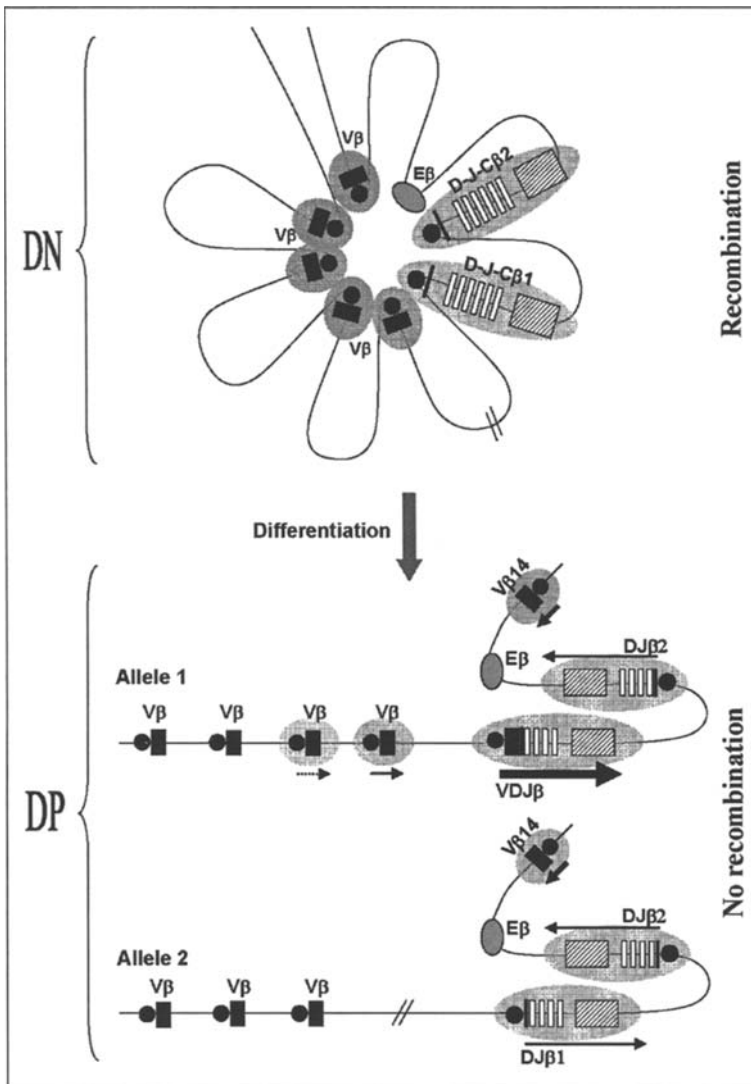 DN
Recombination
Vβ
Eβ
D-J-Cβ2
Vβ
D-J-Cβ1
Vβ
Differentiation
DP
No recombination
Vβ14
DJβ2
Eβ
Allele 1
Vβ Vβ Vβ Vβ
VDJβ
Vβ14
DJβ2
Eβ
Allele 2
Vβ Vβ Vβ
DJβ1